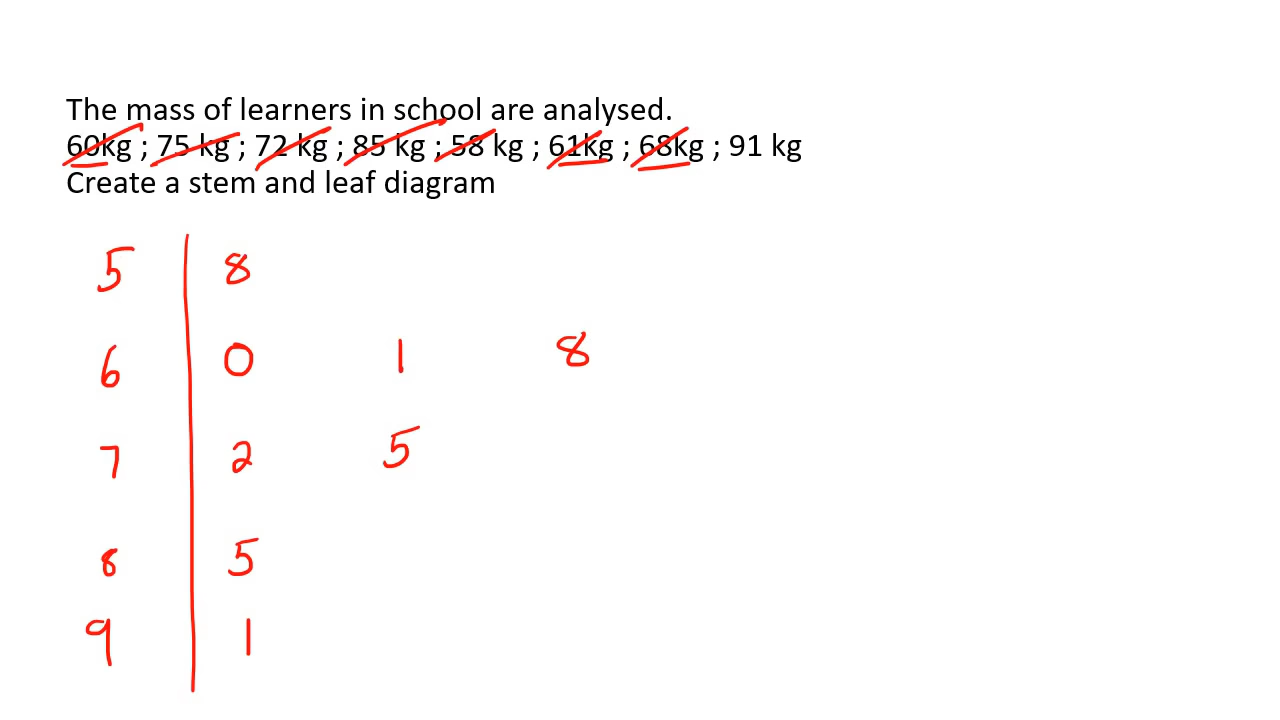 The mass of learners in school are analysed.
60kg ; 75 kg ; 72 kg ; 85 kg ; 58 kg ; 61kg ; 68kg ; 91 kg
Create a stem and leaf diagram
5 8
6 0 1 8
7 2 5
8 5
9 1